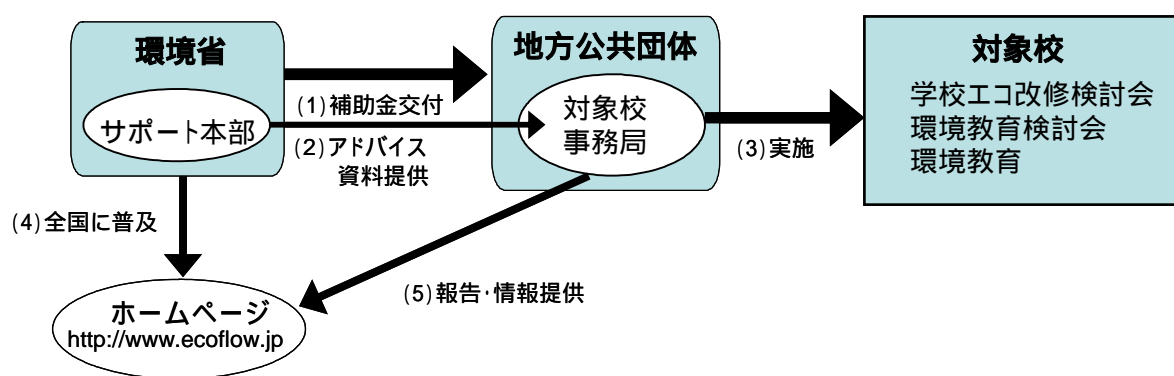 環境省
サポート本部
(1)補助金交付
(2)アドバイス
資料提供
地方公共団体
対象校
事務局
(3)実施
対象校
学校エコ改修検討会
環境教育検討会
環境教育
(4)全国に普及
(5)報告・情報提供
ホームページ
http://www.ecoflow.jp